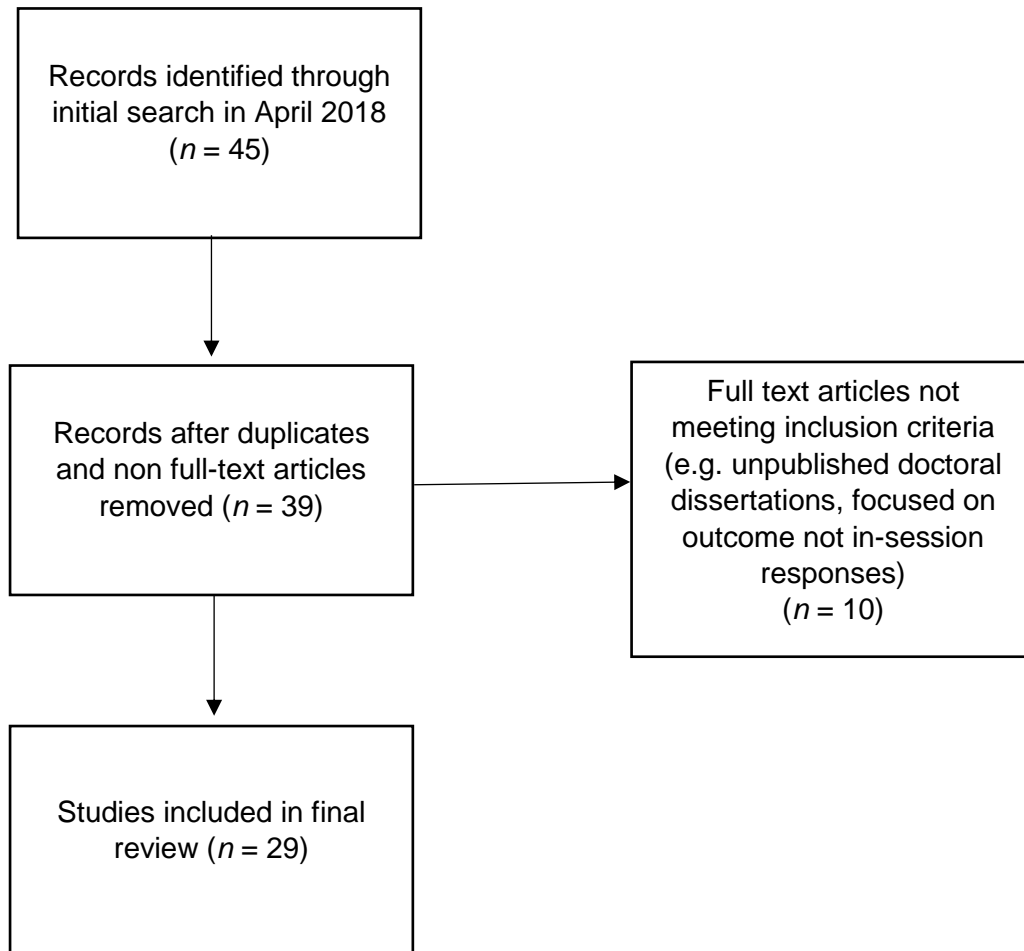 Records identified through
initial search in April 2018
(n = 45)
Records after duplicates
and non full-text articles
removed (n = 39)
Full text articles not
meeting inclusion criteria
(e.g. unpublished doctoral
dissertations, focused on
outcome not in-session
responses)
(n = 10)
Studies included in final
review (n = 29)